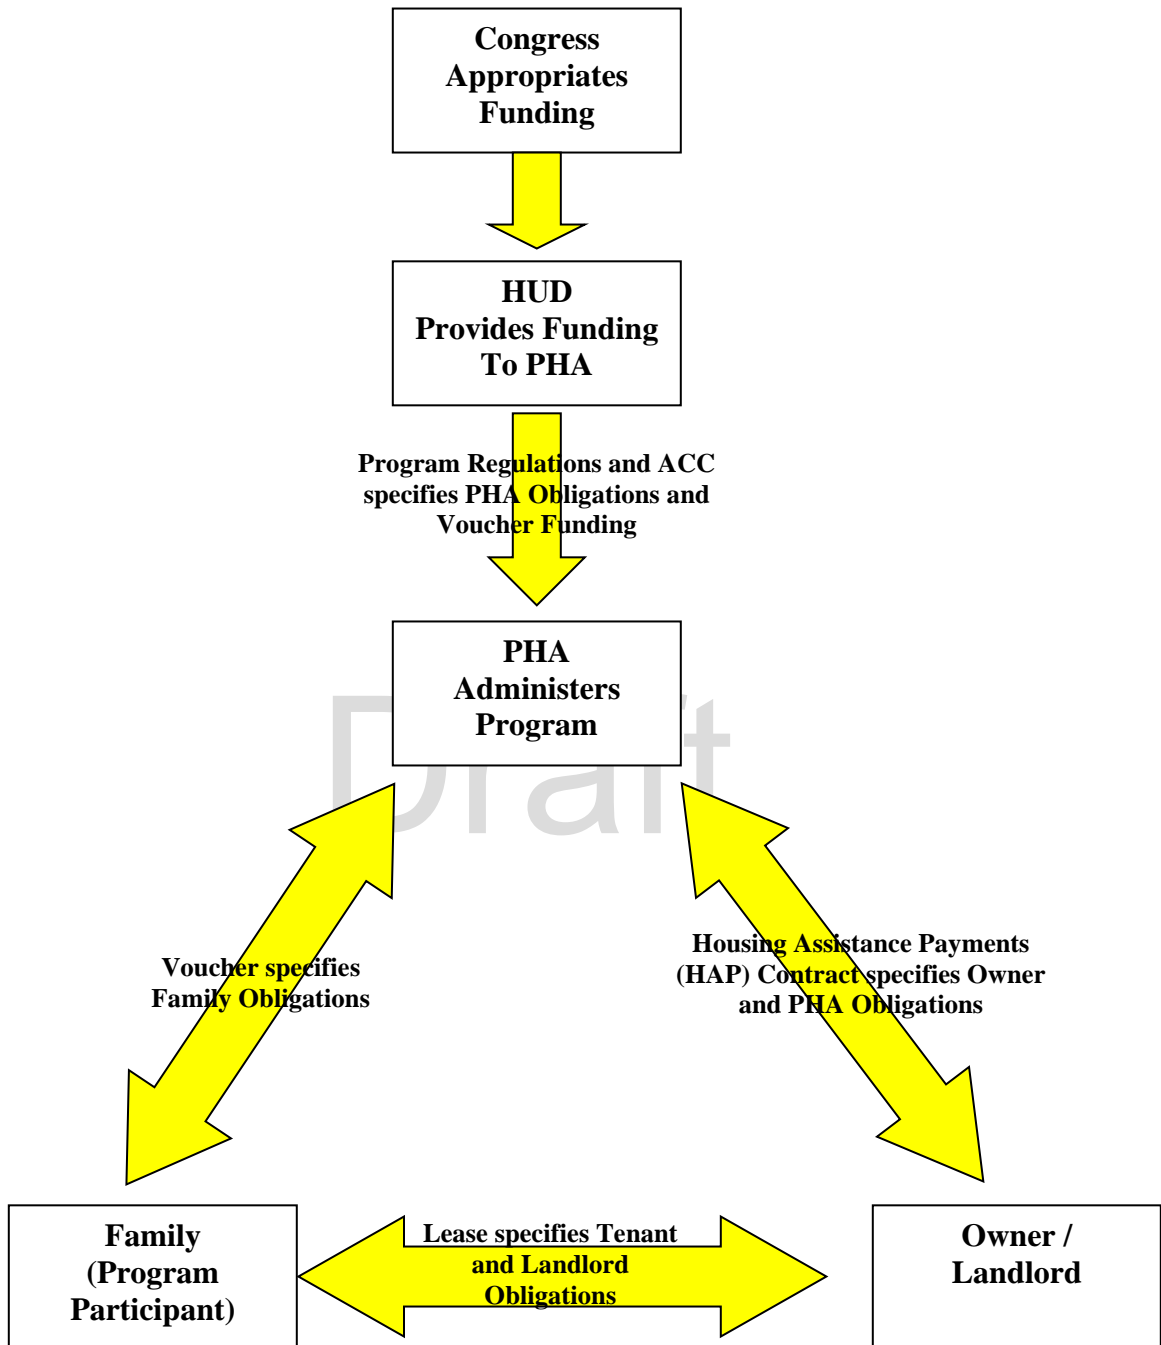 Congress
Appropriates
Funding
HUD
Provides Funding
To PHA
Program Regulations and ACC
specifies PHA Obligations and
Voucher Funding
PHA
Administers
Program
Draft
Voucher specifies
Family Obligations
Housing Assistance Payments
(HAP) Contract specifies Owner
and PHA Obligations
Family
(Program
Participant)
Lease specifies Tenant
and Landlord
Obligations
Owner /
Landlord